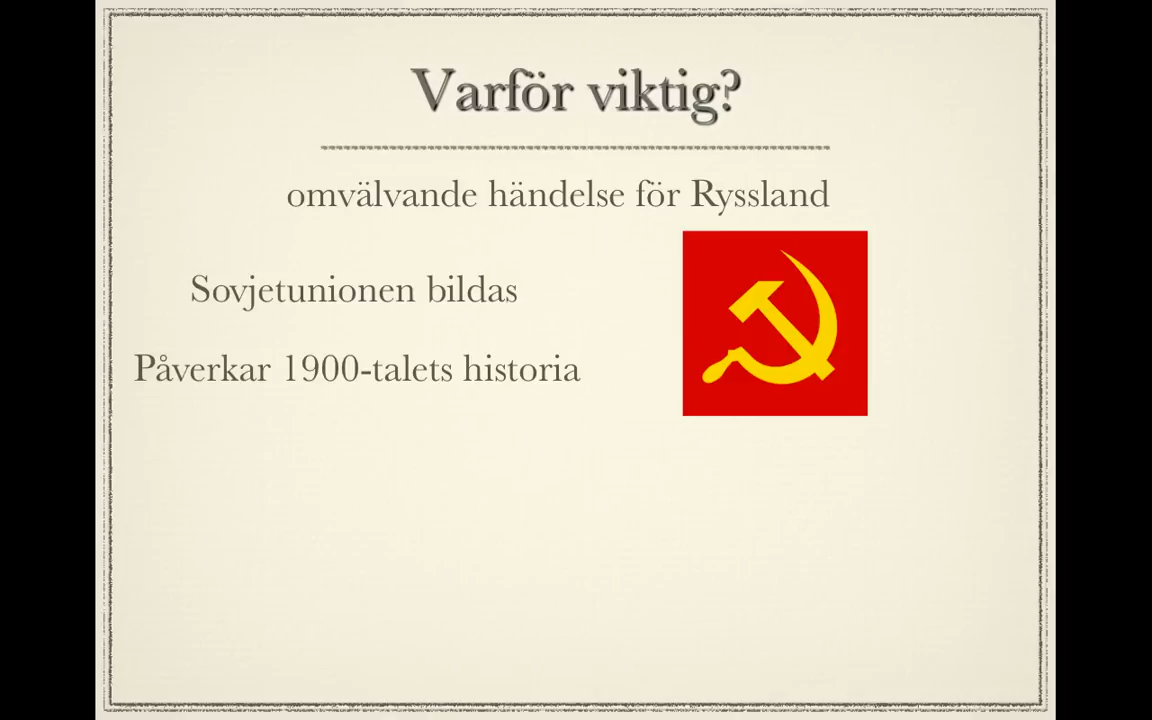 Varför viktig?
omvälvande händelse för Ryssland
Sovjetunionen bildas
Påverkar 1900-talets historia